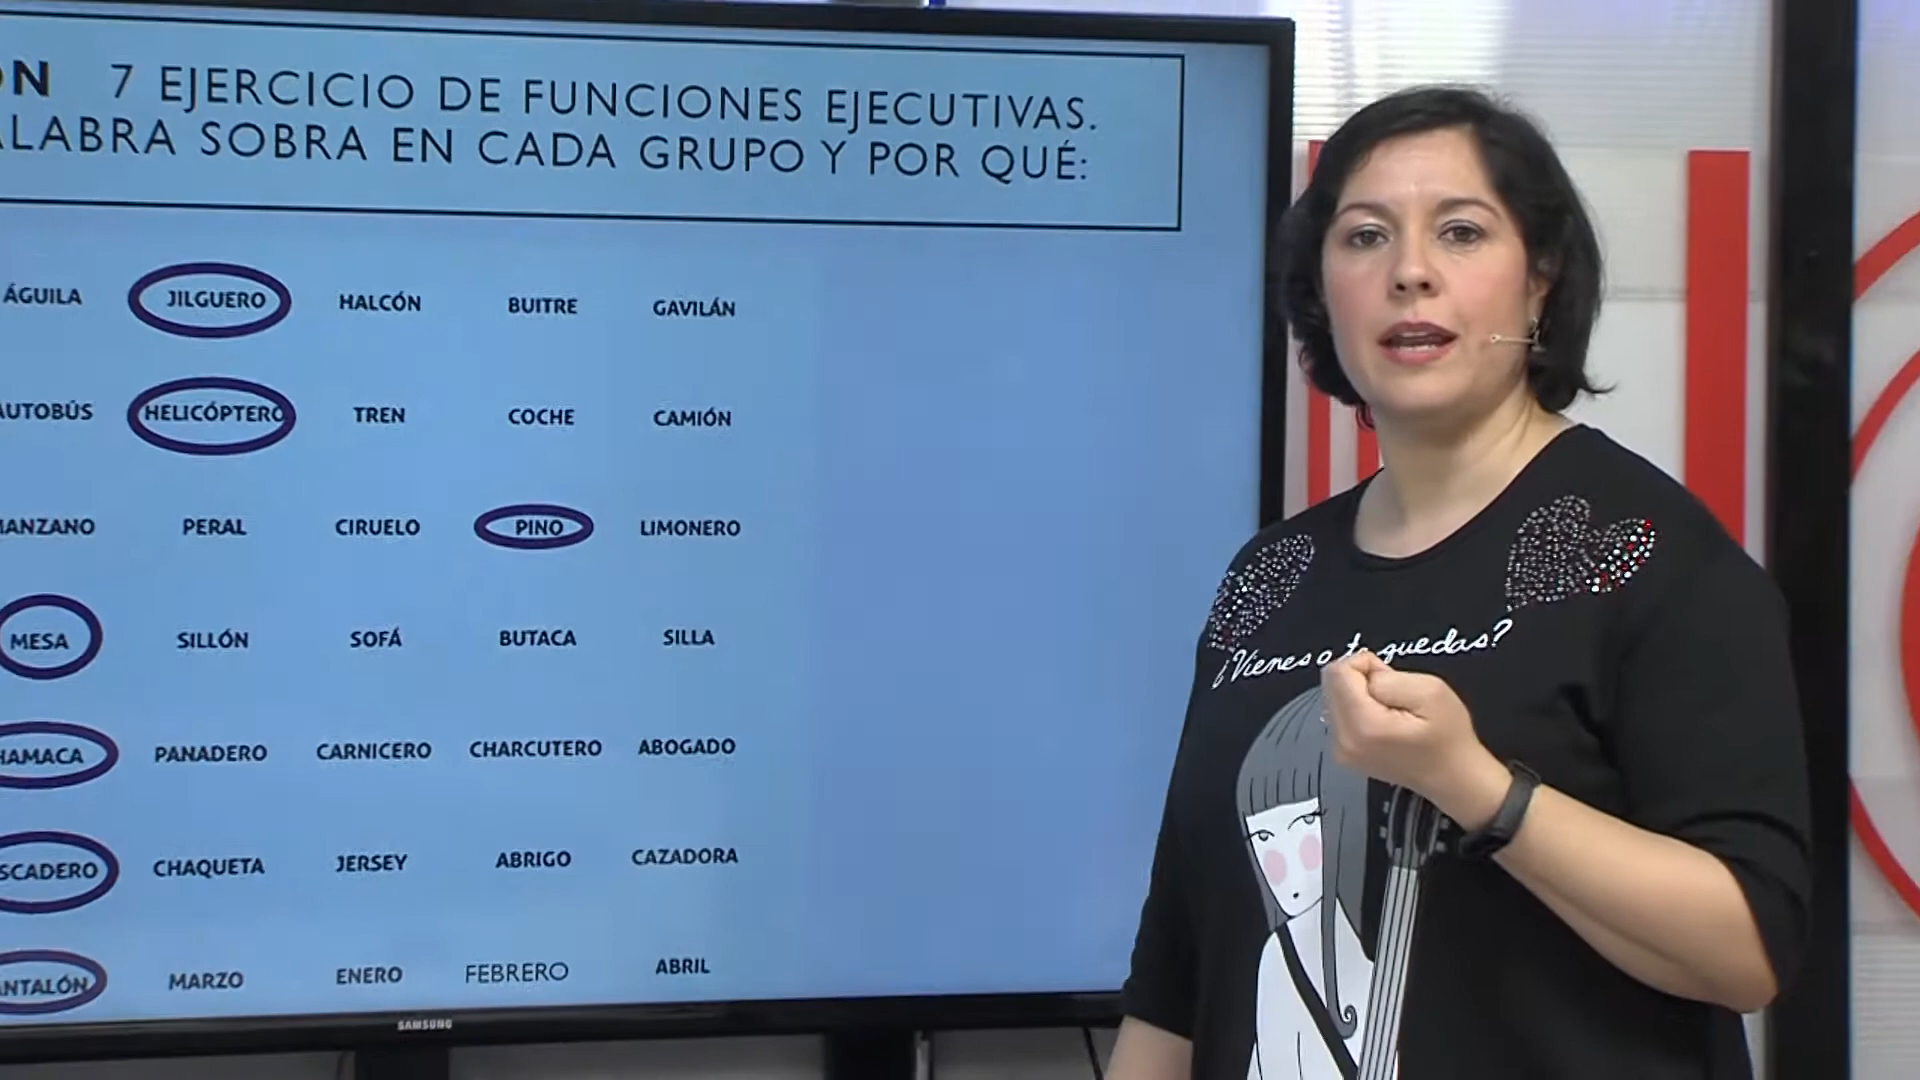 ON 7 EJERCICIO DE FUNCIONES EJECUTIVAS.
ALABRA SOBRA EN CADA GRUPO Y POR QUÉ:
ÁGUILA JILGUERO HALCÓN BUITRE GAVILÁN
AUTOBÚS HELICÓPTERO TREN COCHE CAMIÓN
MANZANO PERAL CIRUELO PINO LIMONERO
MESA SILLÓN SOFÁ BUTACA SILLA
HAMACA PANADERO CARNICERO CHARCUTERO ABOGADO
SCADERO CHAQUETA JERSEY ABRIGO CAZADORA
ANTALÓN MARZO ENERO FEBRERO ABRIL
SAMSUNG
¿Vienes o te quedas?